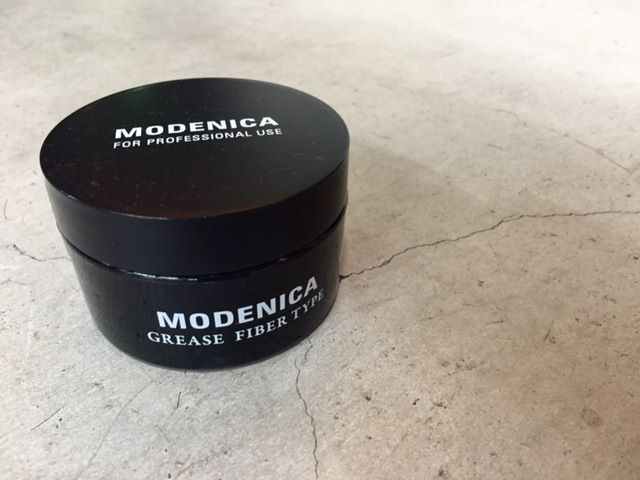 MODENICA
FOR PROFESSIONAL USE
MODENICA
GREASE FIBER TYPE